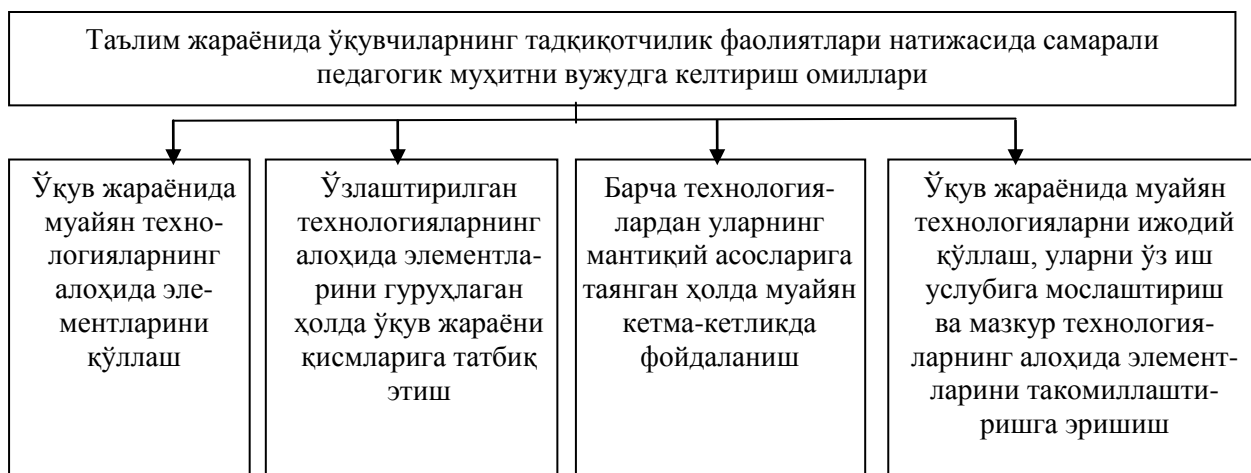 Таълим жараёнида ўқувчиларнинг тадқиқотчилик фаолиятлари натижасида самарали
педагогик муҳитни вужудга келтириш омиллари
Ўқув жараёнида
муайян техно-
логияларнинг
алоҳида эле-
ментларини
қўллаш
Ўзлаштирилган
технологияларнинг
алоҳида элементла-
рини гуруҳлаган
ҳолда ўқув жараёни
қисмларига татбиқ
этиш
Барча технология-
лардан уларнинг
мантиқий асосларига
таянган ҳолда муайян
кетма-кетликда
фойдаланиш
Ўқув жараёнида муайян
технологияларни ижодий
қўллаш, уларни ўз иш
услубига мослаштириш
ва мазкур технология-
ларнинг алоҳида элемент-
ларини такомиллашти-
ришга эришиш